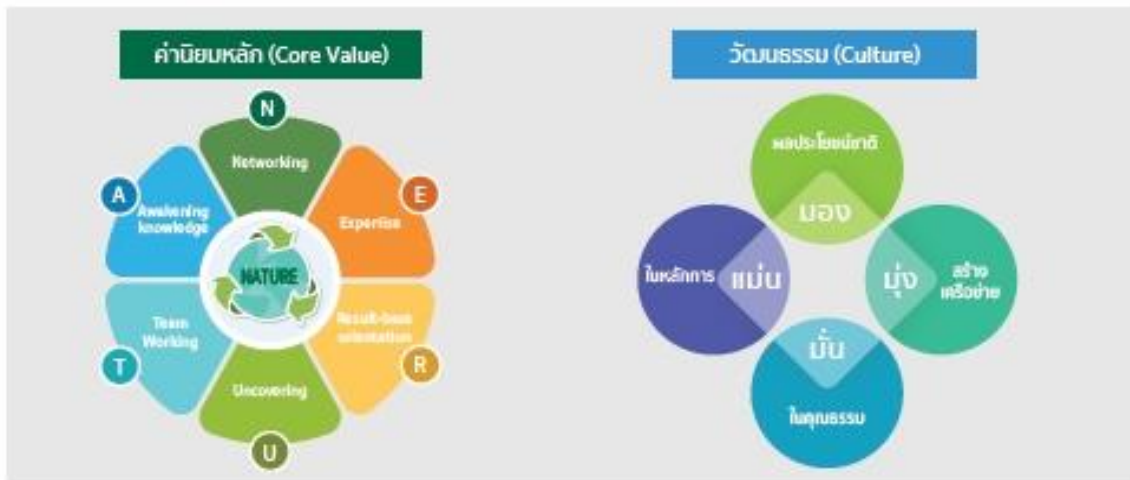 ค่านิยมหลัก (Core Value)
N
Networking
E
Expertise
R
Result-base
orientation
U
Uncovering
T
Team
Working
A
Awakening
knowledge
NATURE
วัฒนธรรม (Culture)
ผลประโยชน์ชาติ
มอง
มุ่ง
สร้าง
เครือข่าย
มั่น
ในคุณธรรม
แม่น
ในหลักการ